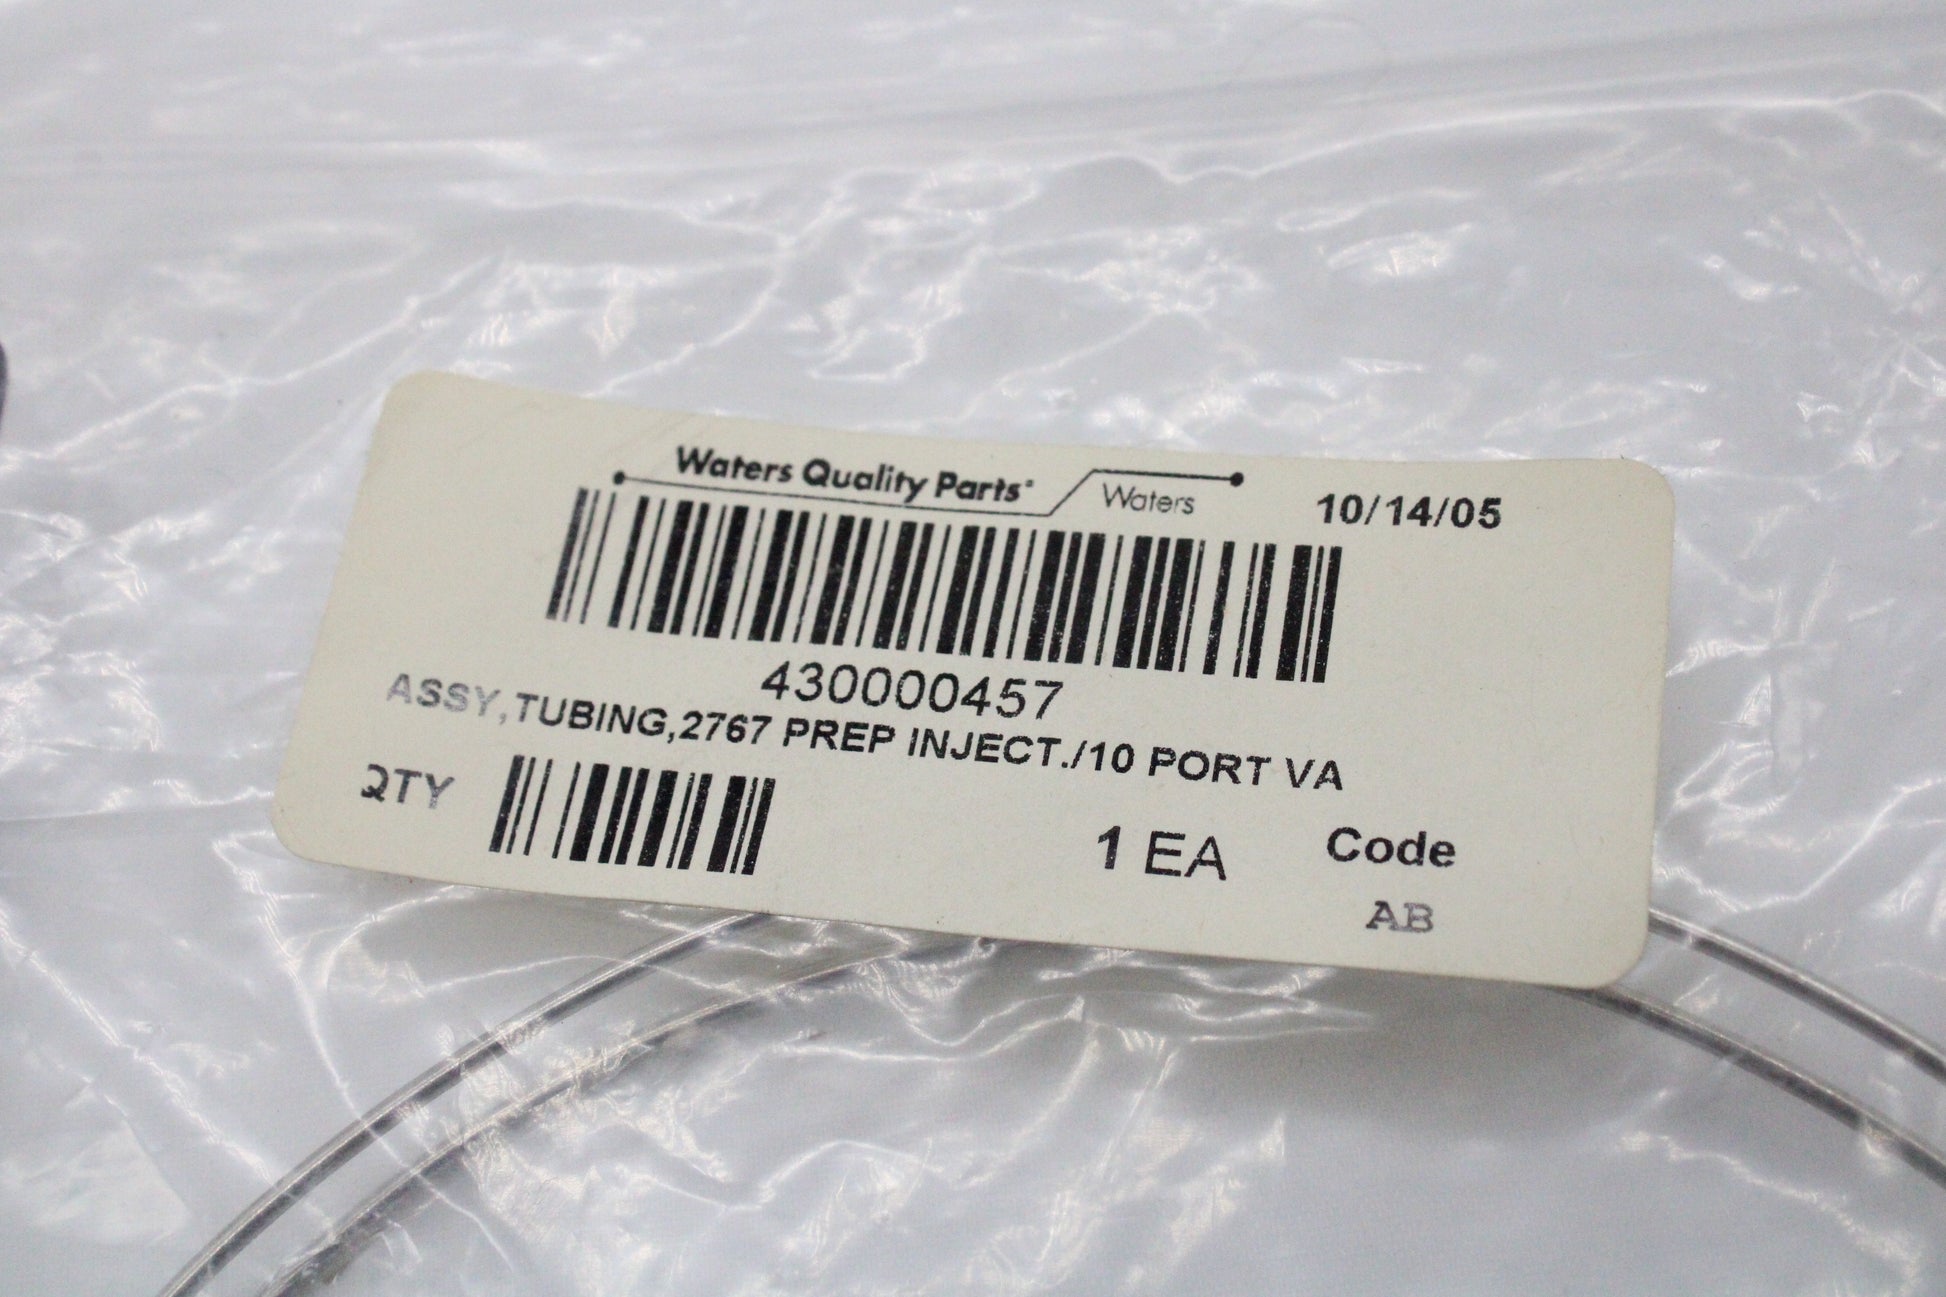 Waters Quality Parts
Waters
10/14/05
430000457
ASSY,TUBING,2767 PREP INJECT./10 PORT VA
QTY
1 EA
Code
AB